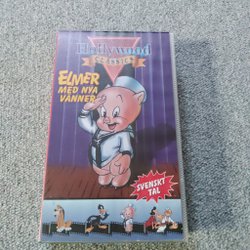 Hollywood
CLASSICS
ELMER
MED NYA
VÄNNER
SVENSKT
TAL